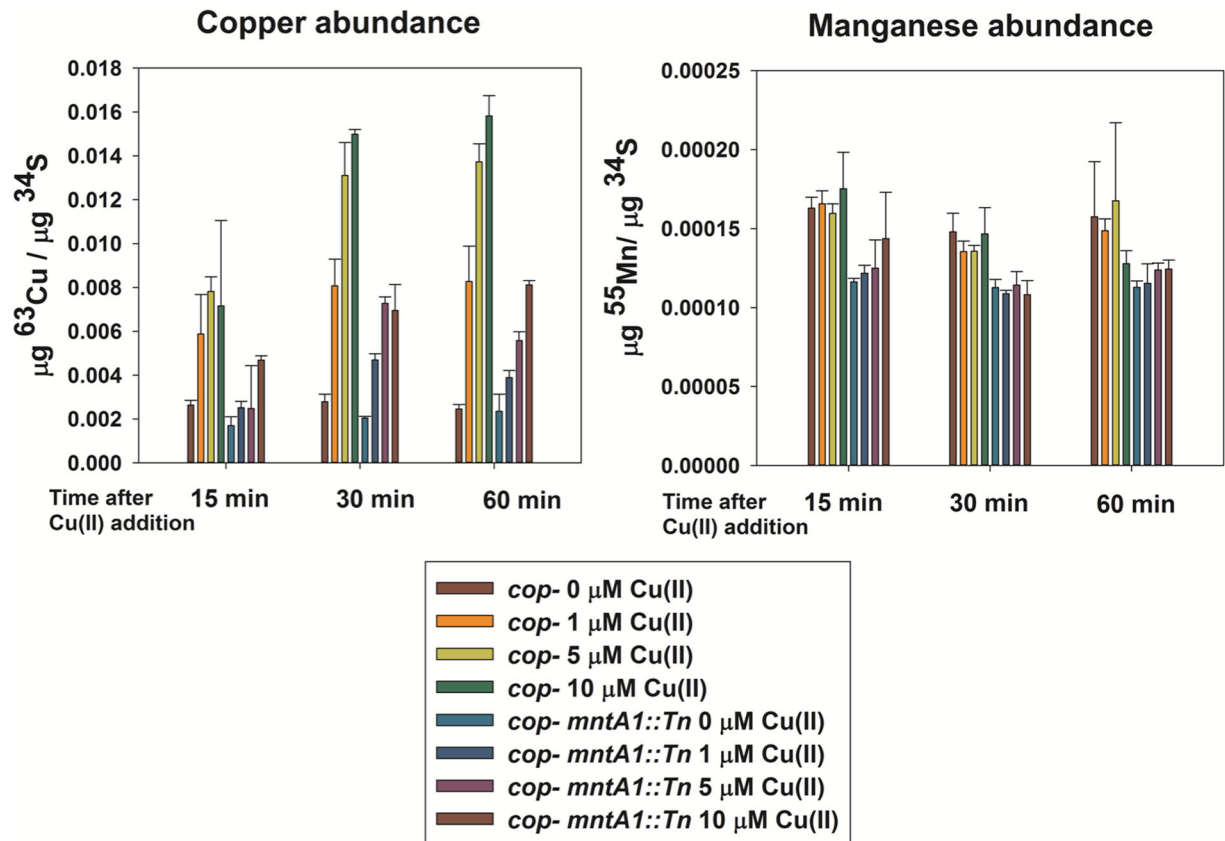 Copper abundance
µg ⁶³Cu / µg ³⁴S
0.018
0.016
0.014
0.012
0.010
0.008
0.006
0.004
0.002
0.000
Time after
Cu(II) addition
15 min
30 min
60 min
Manganese abundance
µg ⁵⁵Mn/ µg ³⁴S
0.00025
0.00020
0.00015
0.00010
0.00005
0.00000
Time after
Cu(II) addition
15 min
30 min
60 min
cop- 0 µM Cu(II)
cop- 1 µM Cu(II)
cop- 5 µM Cu(II)
cop- 10 µM Cu(II)
cop- mntA1::Tn 0 µM Cu(II)
cop- mntA1::Tn 1 µM Cu(II)
cop- mntA1::Tn 5 µM Cu(II)
cop- mntA1::Tn 10 µM Cu(II)